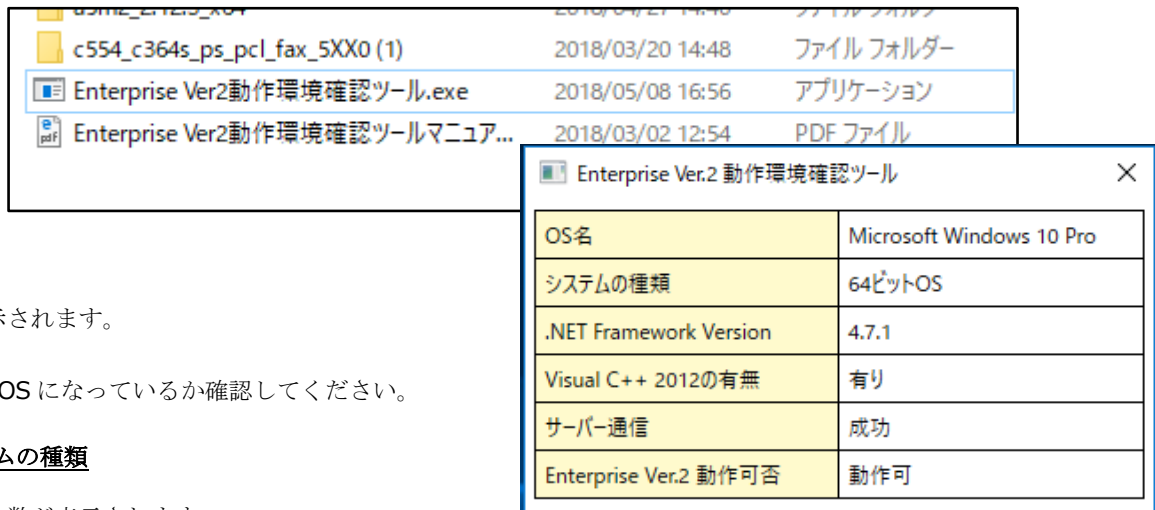 c554_c364s_ps_pcl_fax_5XX0 (1) 2018/03/20 14:48 ファイル フォルダー
Enterprise Ver2動作環境確認ツール.exe 2018/05/08 16:56 アプリケーション
Enterprise Ver2動作環境確認ツールマニュア... 2018/03/02 12:54 PDF ファイル
Enterprise Ver.2 動作環境確認ツール
OS名 Microsoft Windows 10 Pro
システムの種類 64ビットOS
.NET Framework Version 4.7.1
Visual C++ 2012の有無 有り
サーバー通信 成功
Enterprise Ver.2 動作可否 動作可
示されます。
OS になっているか確認してください。
ムの種類